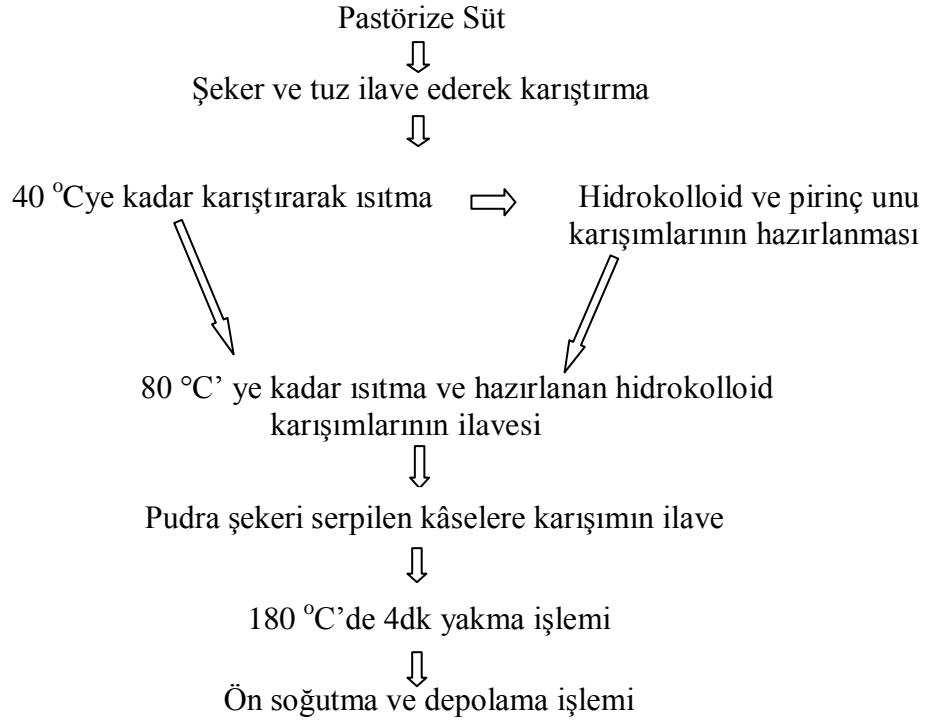 Pastörize Süt
Şeker ve tuz ilave ederek karıştırma
40 °Cye kadar karıştırarak ısıtma
Hidrokolloid ve pirinç unu
karışımlarının hazırlanması
80 °C’ ye kadar ısıtma ve hazırlanan hidrokolloid
karışımlarının ilavesi
Pudra şekeri serpilen kâselere karışımın ilave
180 °C’de 4dk yakma işlemi
Ön soğutma ve depolama işlemi